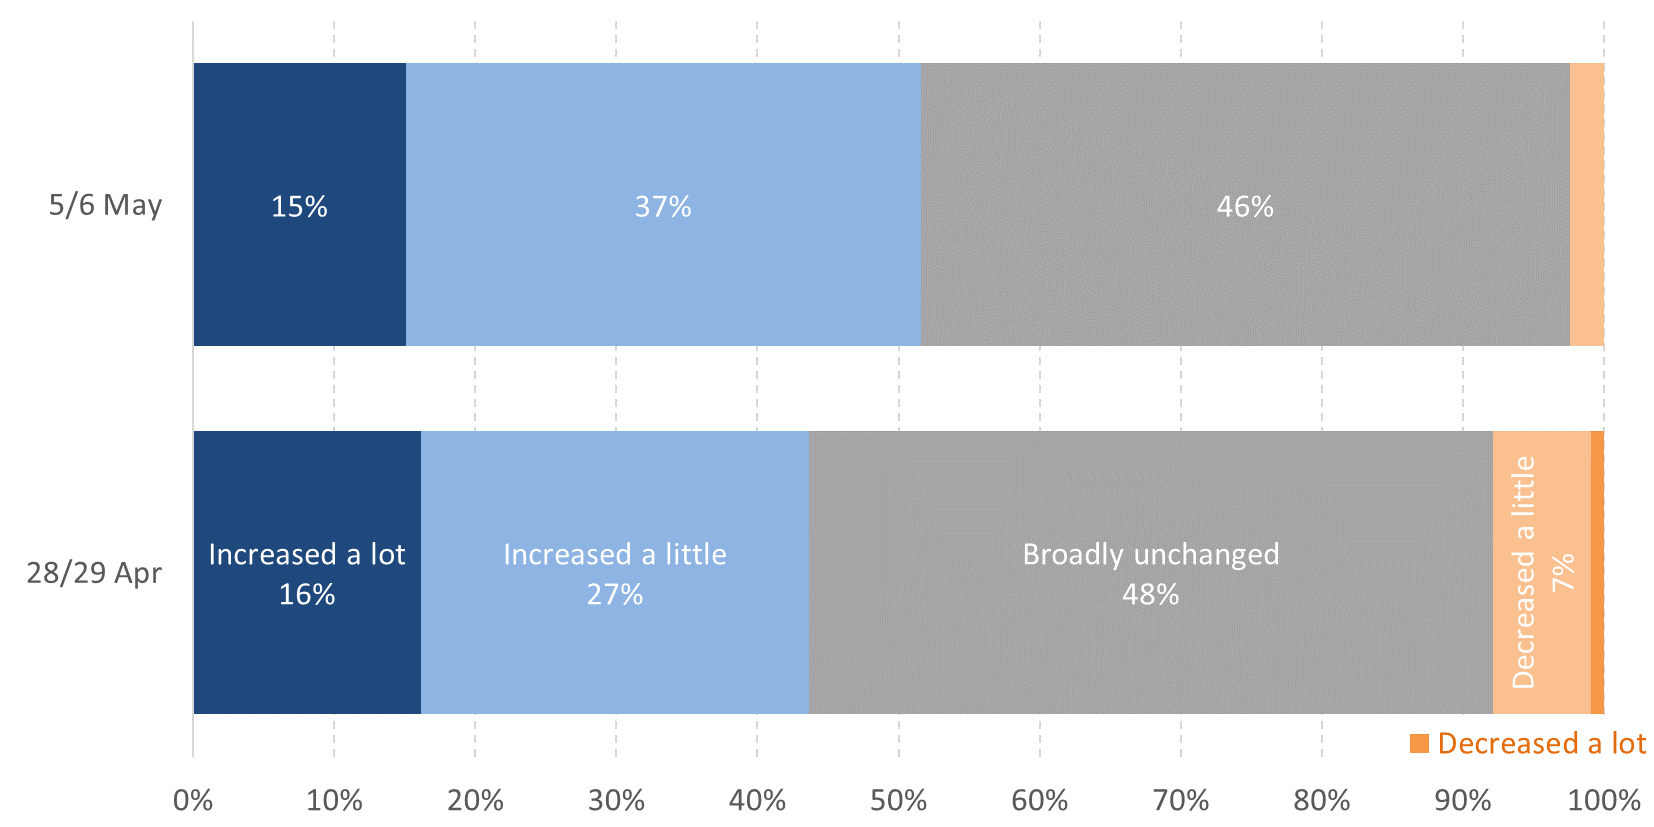 5/6 May
15%
37%
46%
28/29 Apr
Increased a lot
16%
Increased a little
27%
Broadly unchanged
48%
Decreased a little
7%
Decreased a lot
0%
10%
20%
30%
40%
50%
60%
70%
80%
90%
100%